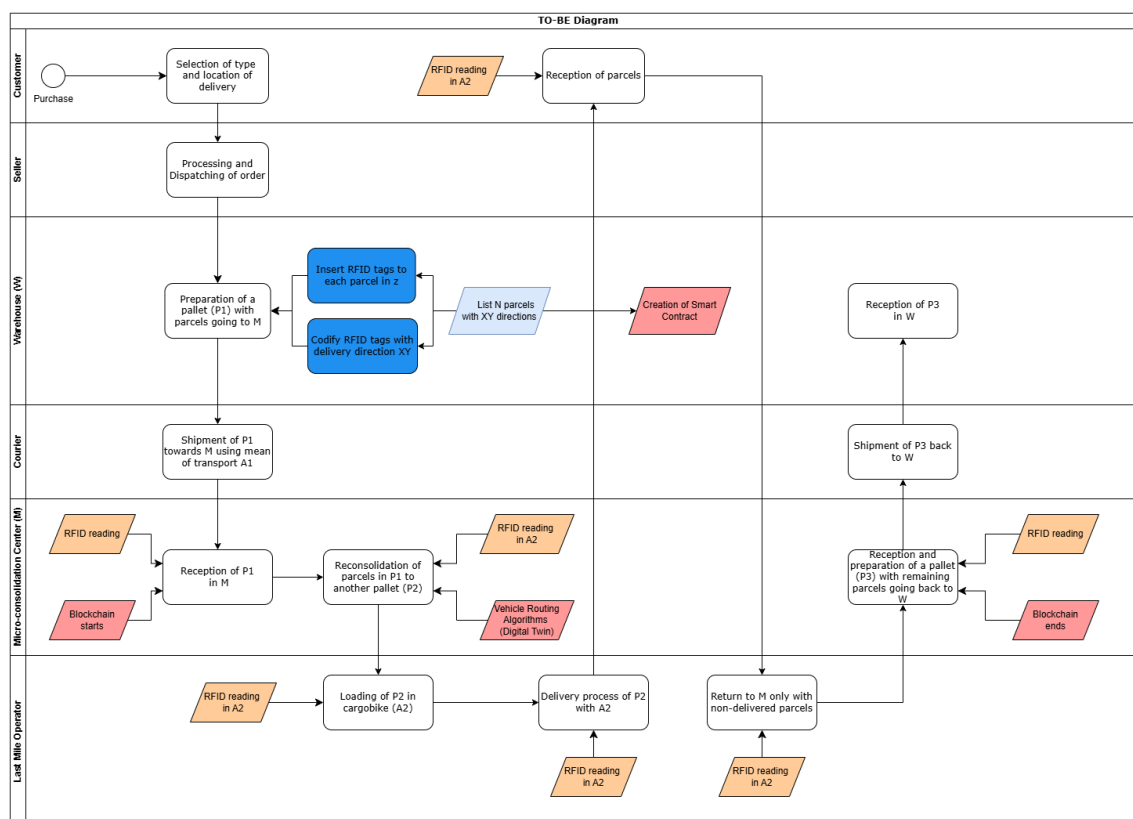 TO-BE Diagram
Customer
Purchase
Selection of type
and location of
delivery
RFID reading
in A2
Reception of parcels
Seller
Processing and
Dispatching of order
Warehouse (W)
Preparation of a
pallet (P1) with
parcels going to M
Insert RFID tags to
each parcel in z
Codify RFID tags with
delivery direction XY
List N parcels
with XY directions
Creation of Smart
Contract
Reception of P3
in W
Courier
Shipment of P1
towards M using mean
of transport A1
Shipment of P3 back
to W
Micro-consolidation Center (M)
RFID reading
Blockchain
starts
Reception of P1
in M
Reconsolidation of
parcels in P1 to
another pallet (P2)
RFID reading
in A2
Vehicle Routing
Algorithms
(Digital Twin)
Reception and
preparation of a pallet
(P3) with remaining
parcels going back to
W
RFID reading
Blockchain
ends
Last Mile Operator
RFID reading
in A2
Loading of P2 in
cargobike (A2)
Delivery process of P2
with A2
RFID reading
in A2
Return to M only with
non-delivered parcels
RFID reading
in A2